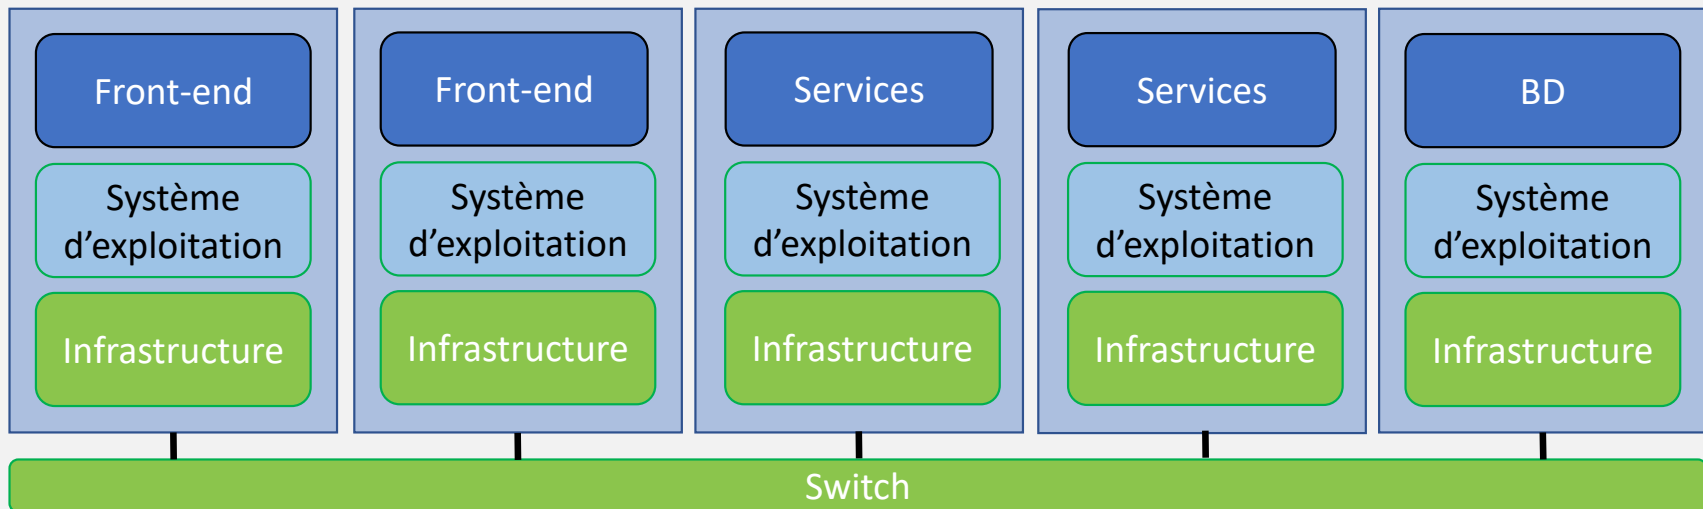 Front-end
Front-end
Services
Services
BD
Système
d’exploitation
Système
d’exploitation
Système
d’exploitation
Système
d’exploitation
Système
d’exploitation
Infrastructure
Infrastructure
Infrastructure
Infrastructure
Infrastructure
Switch